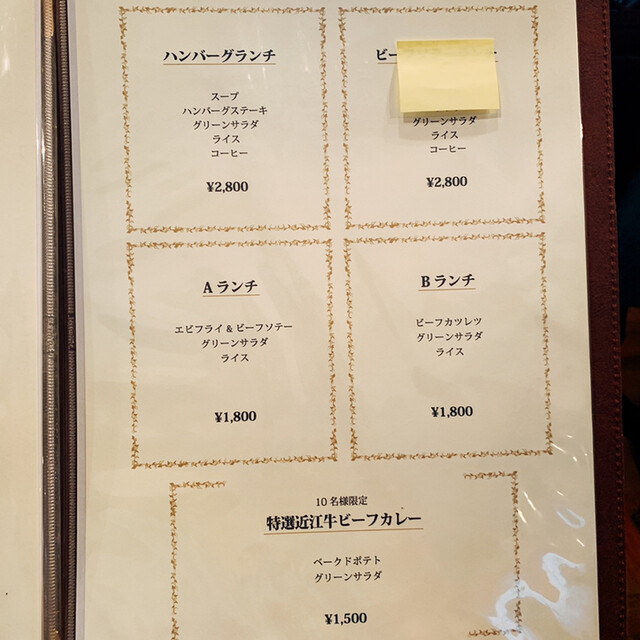 ハンバーグランチ
スープ
ハンバーグステーキ
グリーンサラダ
ライス
コーヒー
¥2,800
ビー
グリーンサラダ
ライス
コーヒー
¥2,800
A ランチ
エビフライ & ビーフソテー
グリーンサラダ
ライス
¥1,800
B ランチ
ビーフカツレツ
グリーンサラダ
ライス
¥1,800
10 名様限定
特選近江牛ビーフカレー
ベークドポテト
グリーンサラダ
¥1,500